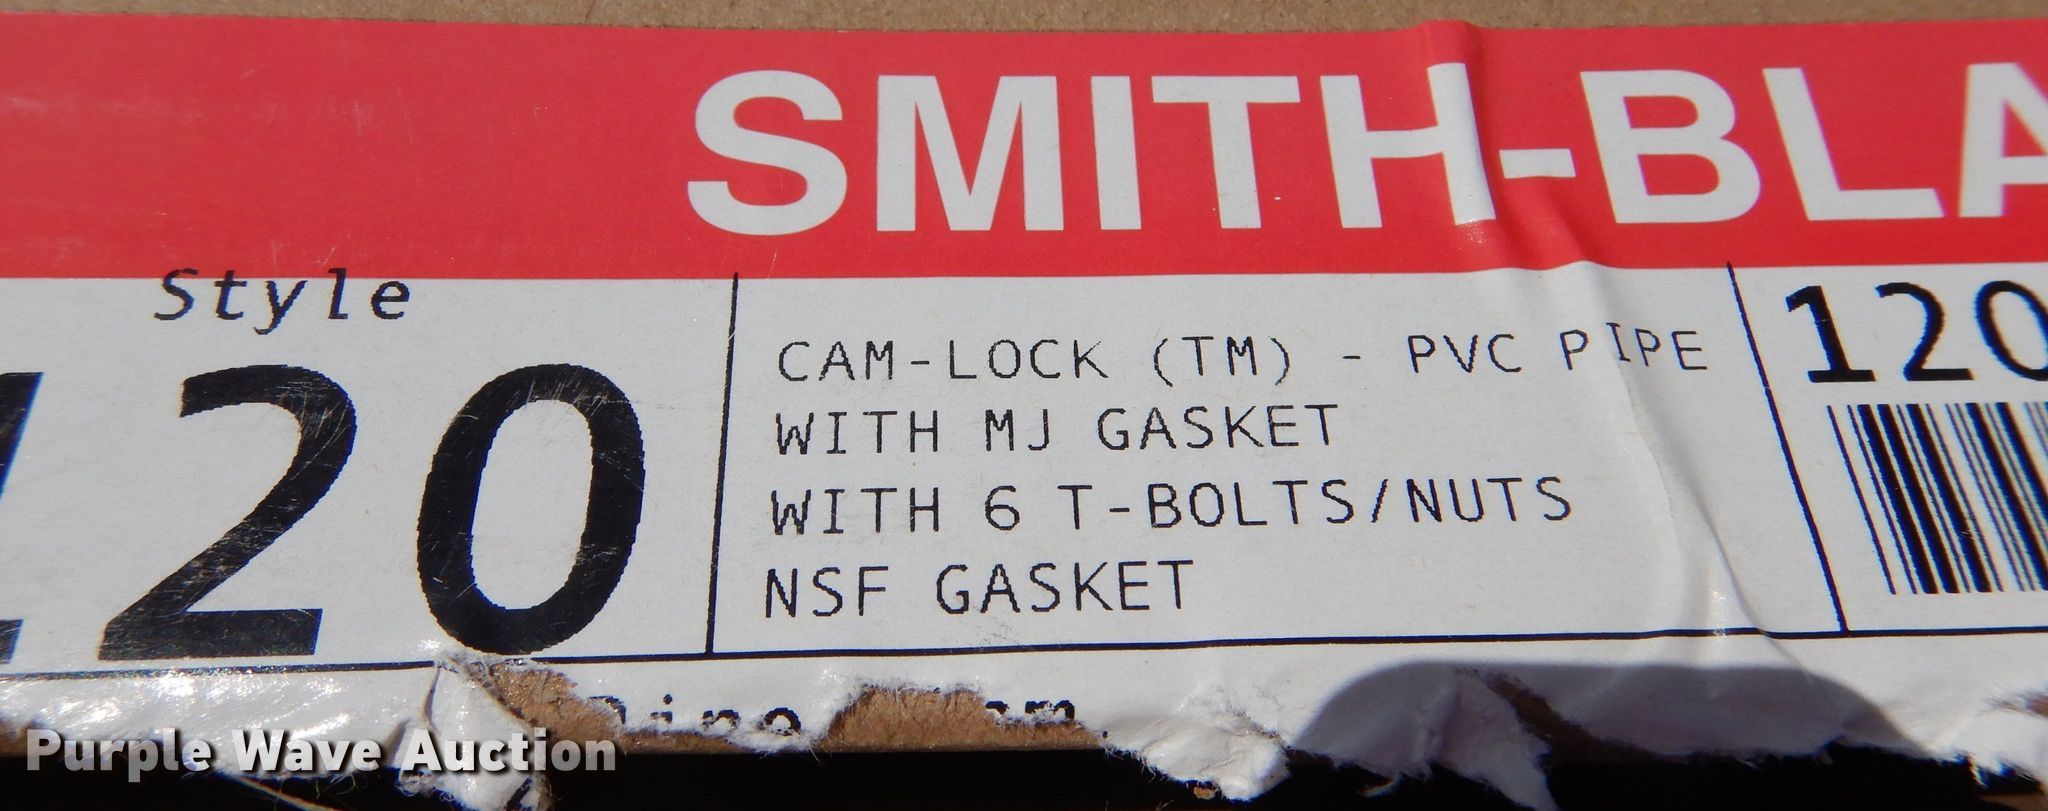 SMITH-BLA
Style
120
CAM-LOCK (TM) - PVC PIPE
WITH MJ GASKET
WITH 6 T-BOLTS/NUTS
NSF GASKET
120
Purple Wave Auction